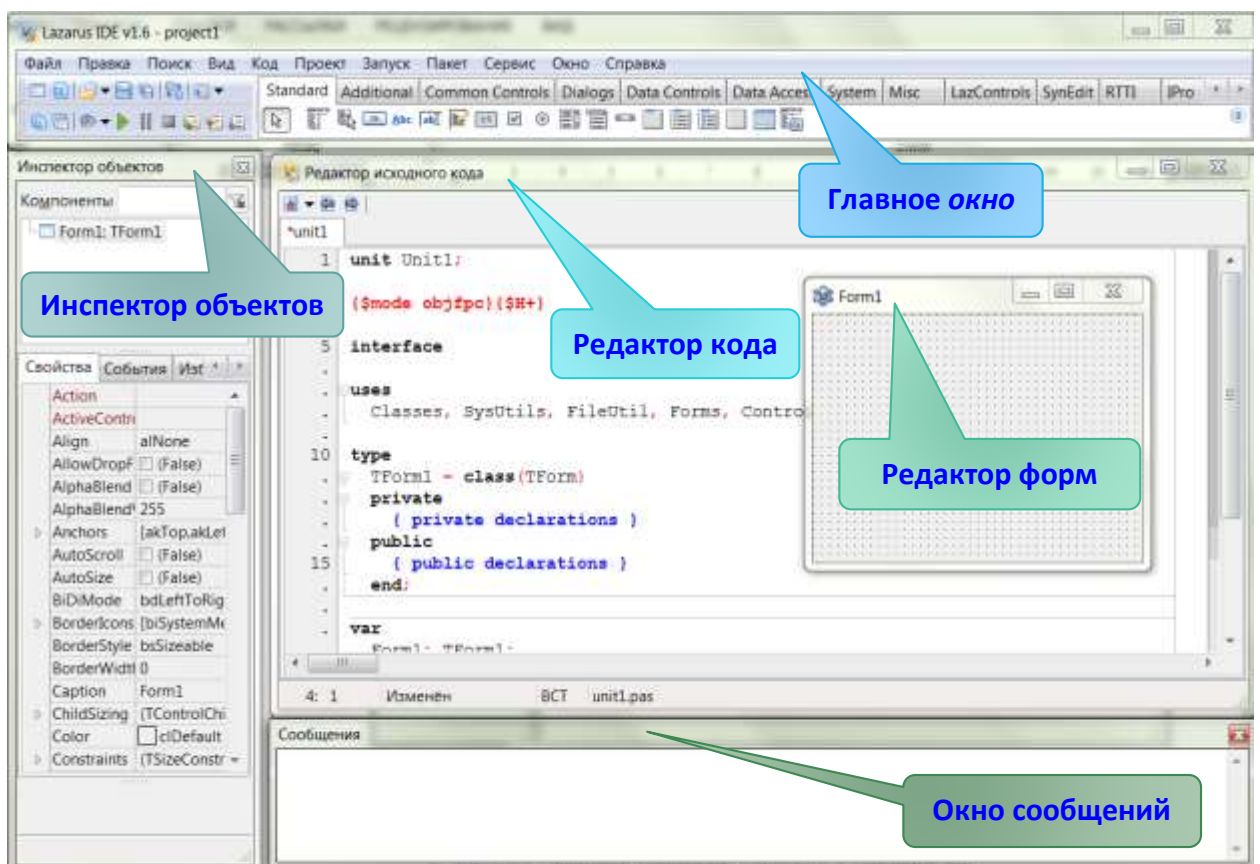 Lazarus IDE v1.6 - project1
Файл Правка Поиск Вид Код Проект Запуск Пакет Сервис Окно Справка
Standard Additional Common Controls Dialogs Data Controls Data Acces System Misc LazControls SynEdit RTTI IPro
Главное окно
Инспектор объектов
Компоненты
Form1: TForm1
Инспектор объектов
Свойства События Изб
Action
ActiveContr
Align alNone
AllowDropF (False)
AlphaBlend (False)
AlphaBlend 255
Anchors [akTop,akLef
AutoScroll (False)
AutoSize (False)
BiDiMode bdLeftToRig
BorderIcons [biSystemMe
BorderStyle bsSizeable
BorderWidtl 0
Caption Form1
ChildSizing (TControlChi
Color clDefault
Constraints (TSizeConstr
Редактор исходного кода
*unit1
1 unit Unit1;
{$mode objfpc}{$H+}
5 interface
uses
Classes, SysUtils, FileUtil, Forms, Contro
10 type
TForm1 = class(TForm)
private
{ private declarations }
public
15 { public declarations }
end;
var
Form1: TForm1;
4: 1 Изменён ВСТ unit1.pas
Редактор кода
Form1
Редактор форм
Сообщения
Окно сообщений